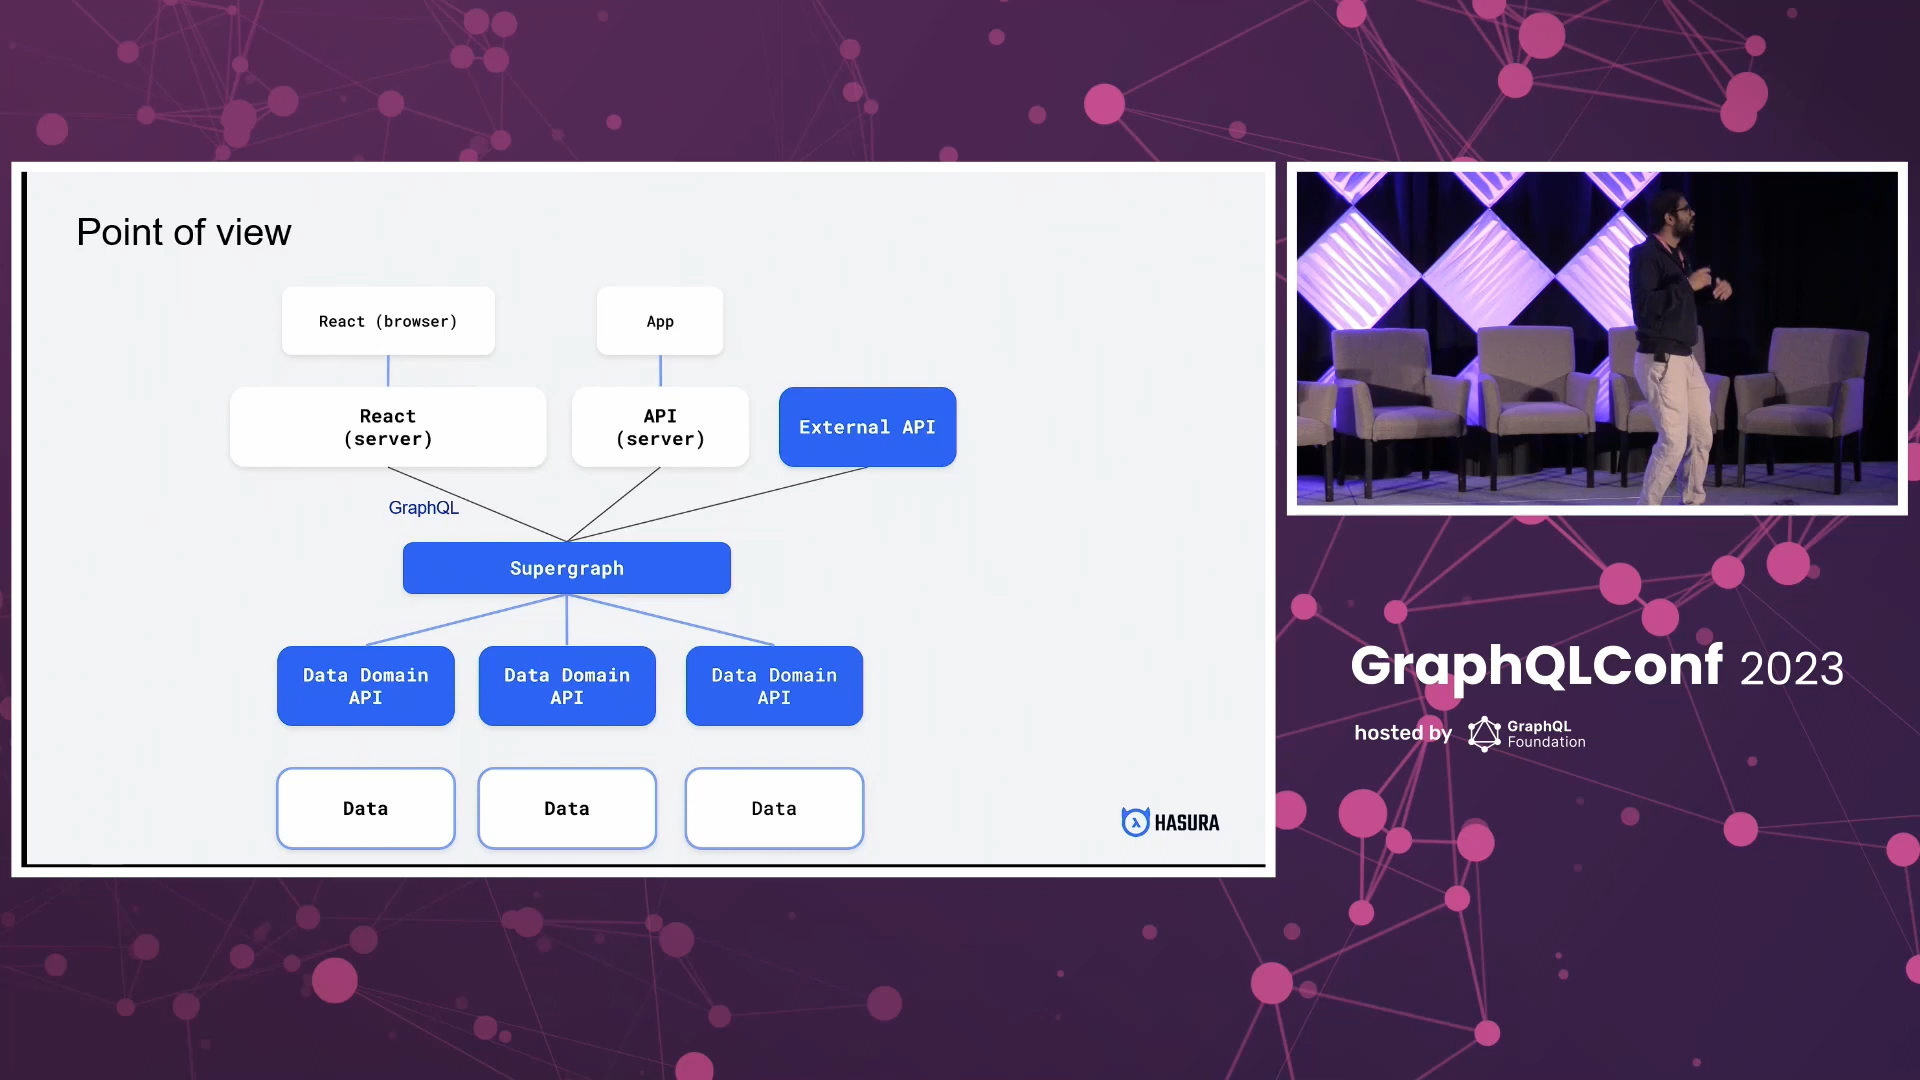 Point of view
React (browser)
App
React
(server)
API
(server)
External API
GraphQL
Supergraph
Data Domain
API
Data Domain
API
Data Domain
API
Data
Data
Data
HASURA
GraphQLConf 2023
hosted by
GraphQL
Foundation